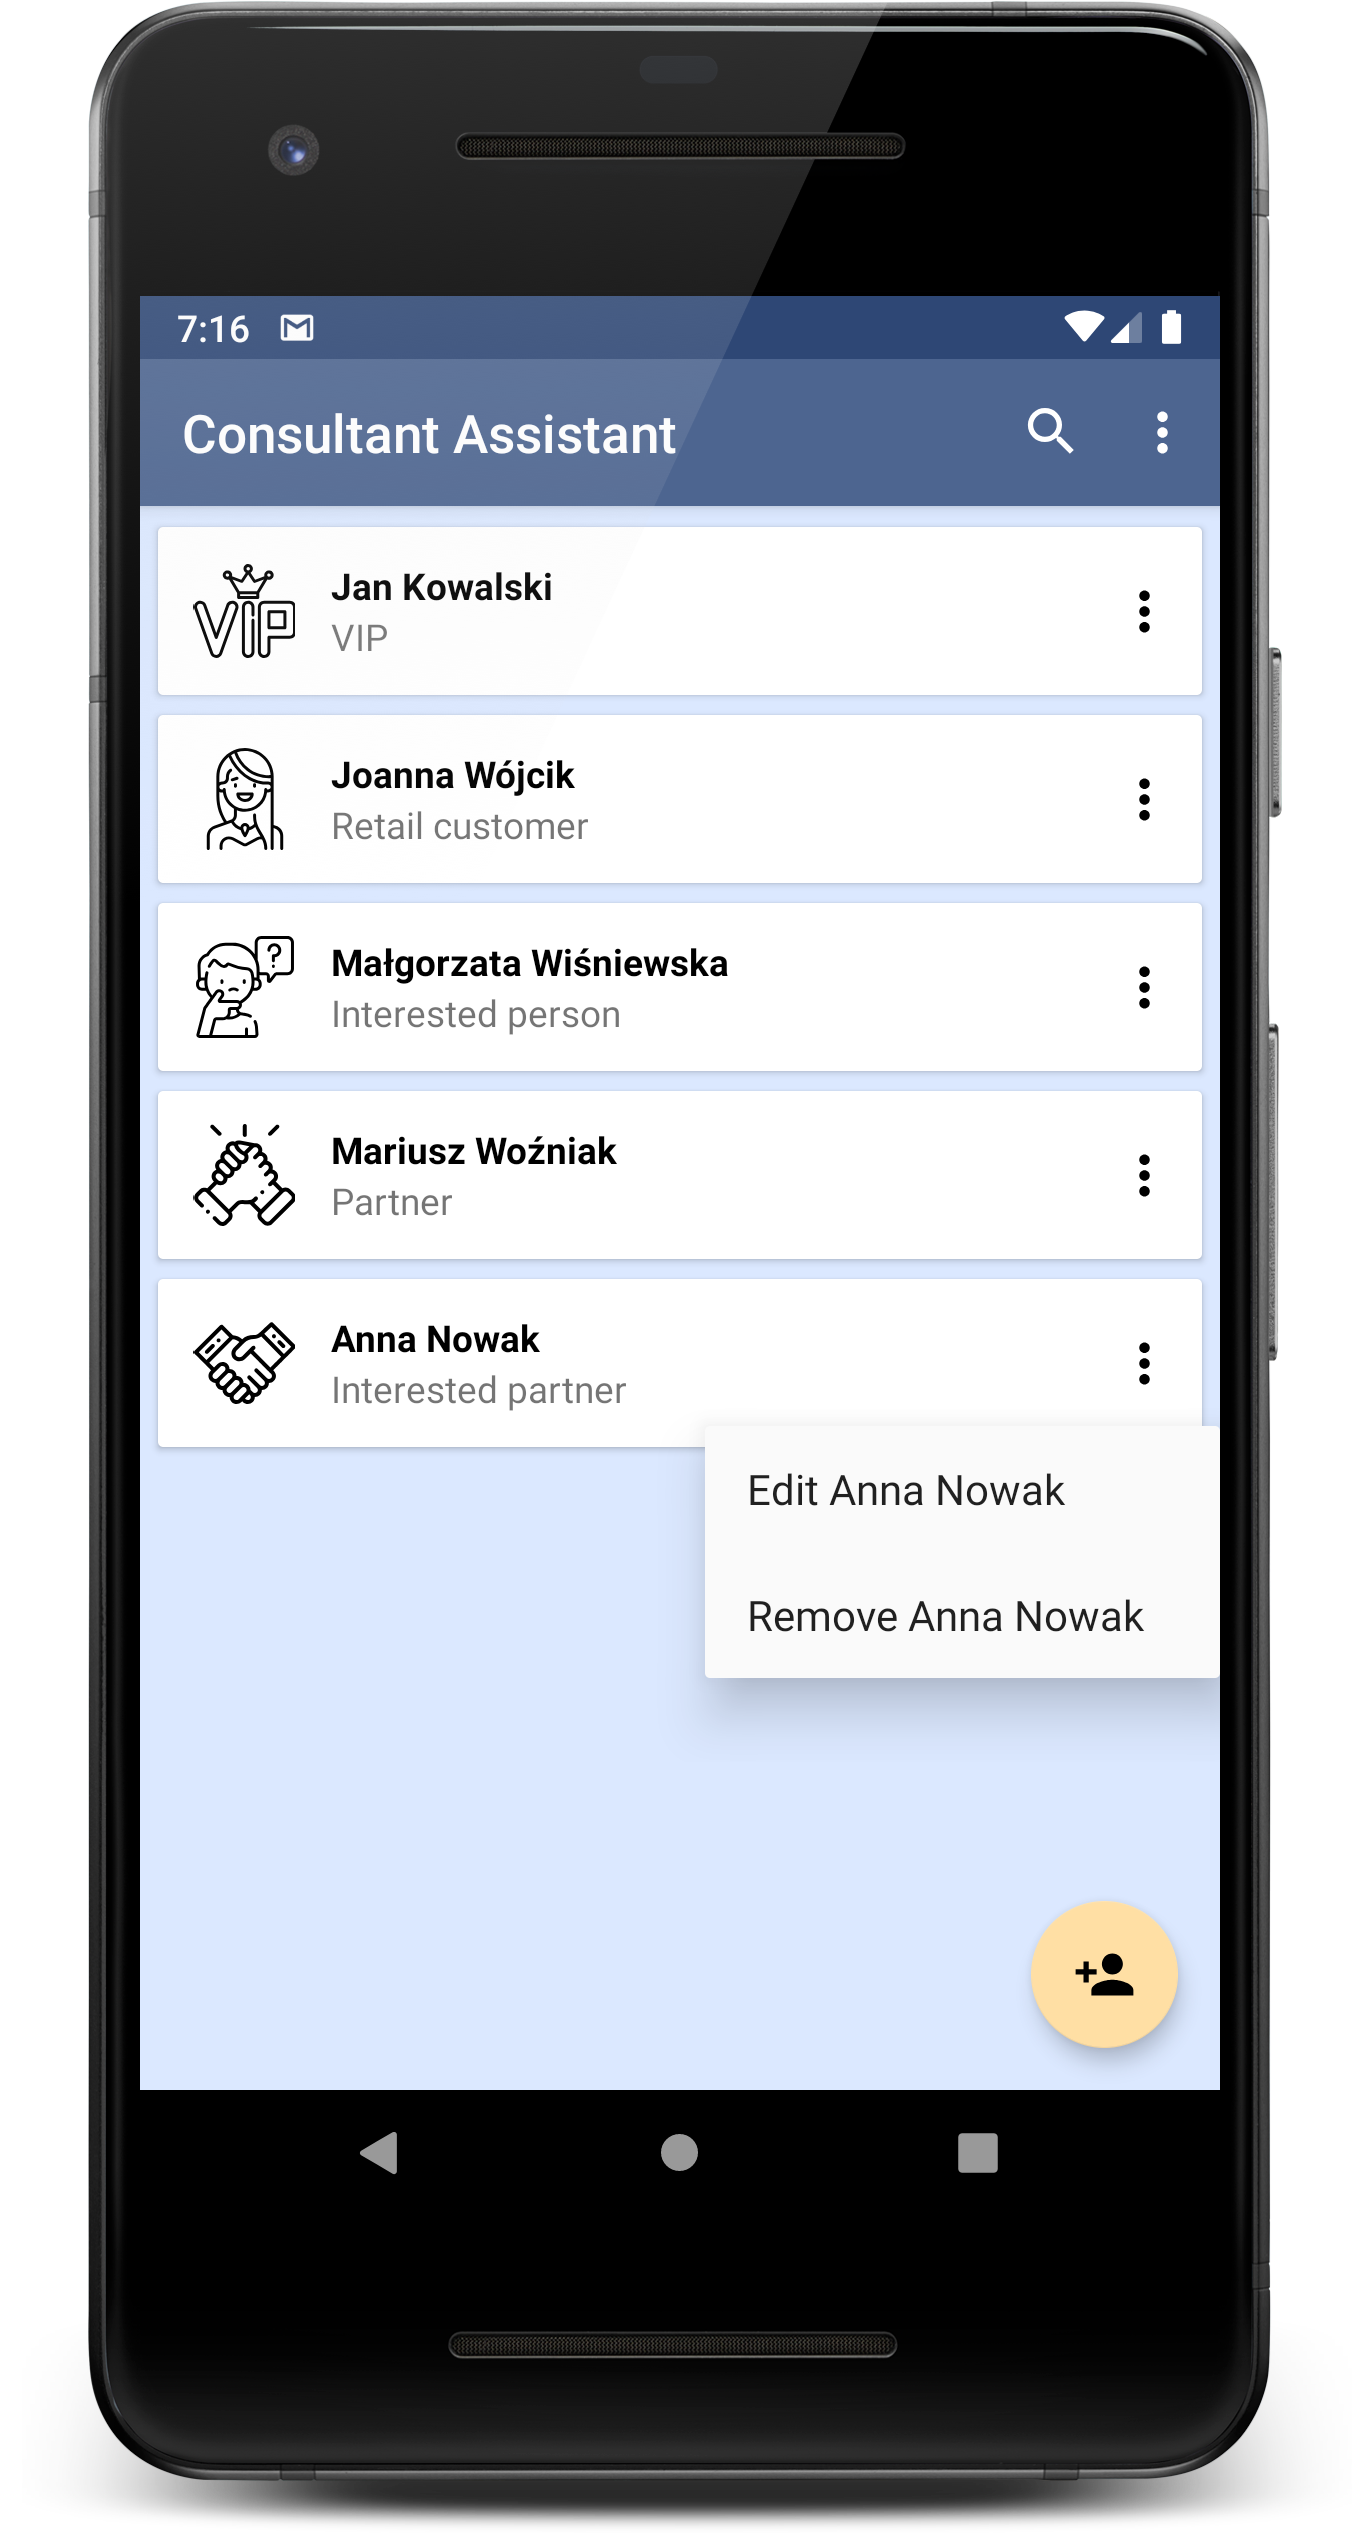 7:16
Consultant Assistant
VIP
Jan Kowalski
VIP
Joanna Wójcik
Retail customer
?
Małgorzata Wiśniewska
Interested person
Mariusz Woźniak
Partner
Anna Nowak
Interested partner
Edit Anna Nowak
Remove Anna Nowak